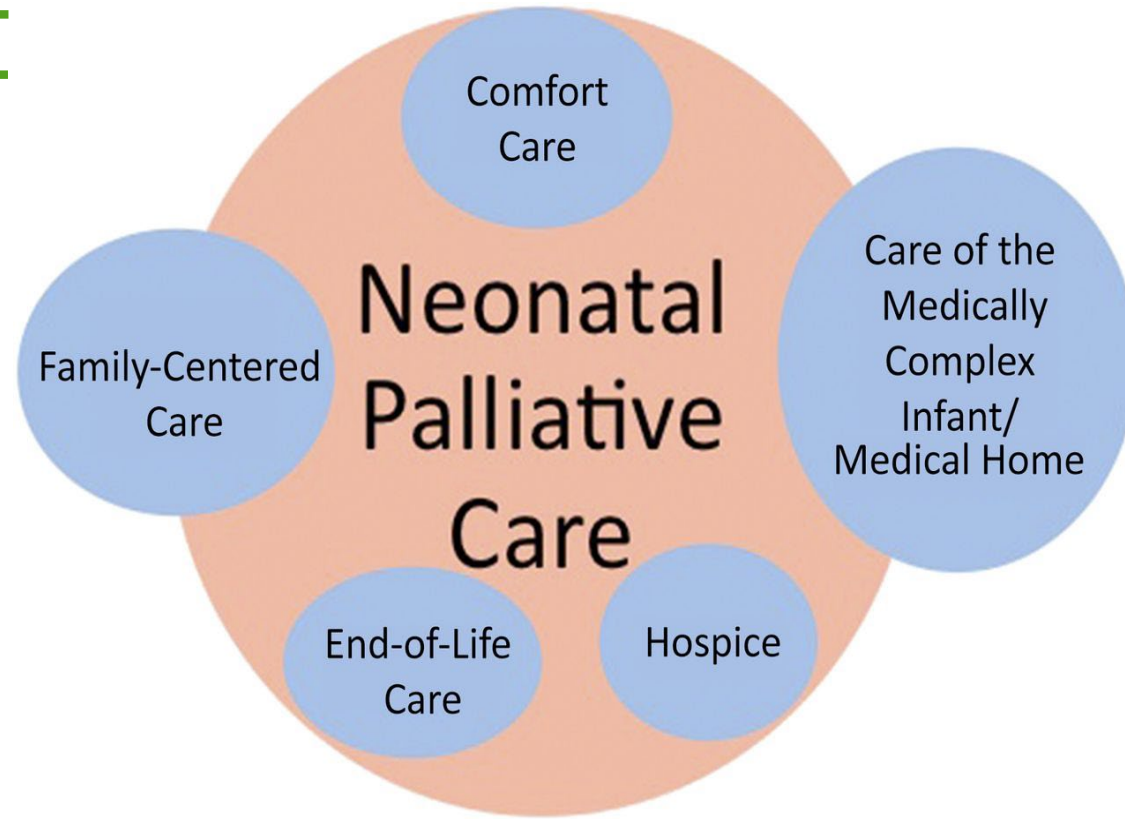 Comfort
Care
Care of the
Medically
Complex
Infant/
Medical Home
Family-Centered
Care
Neonatal
Palliative
Care
End-of-Life
Care
Hospice